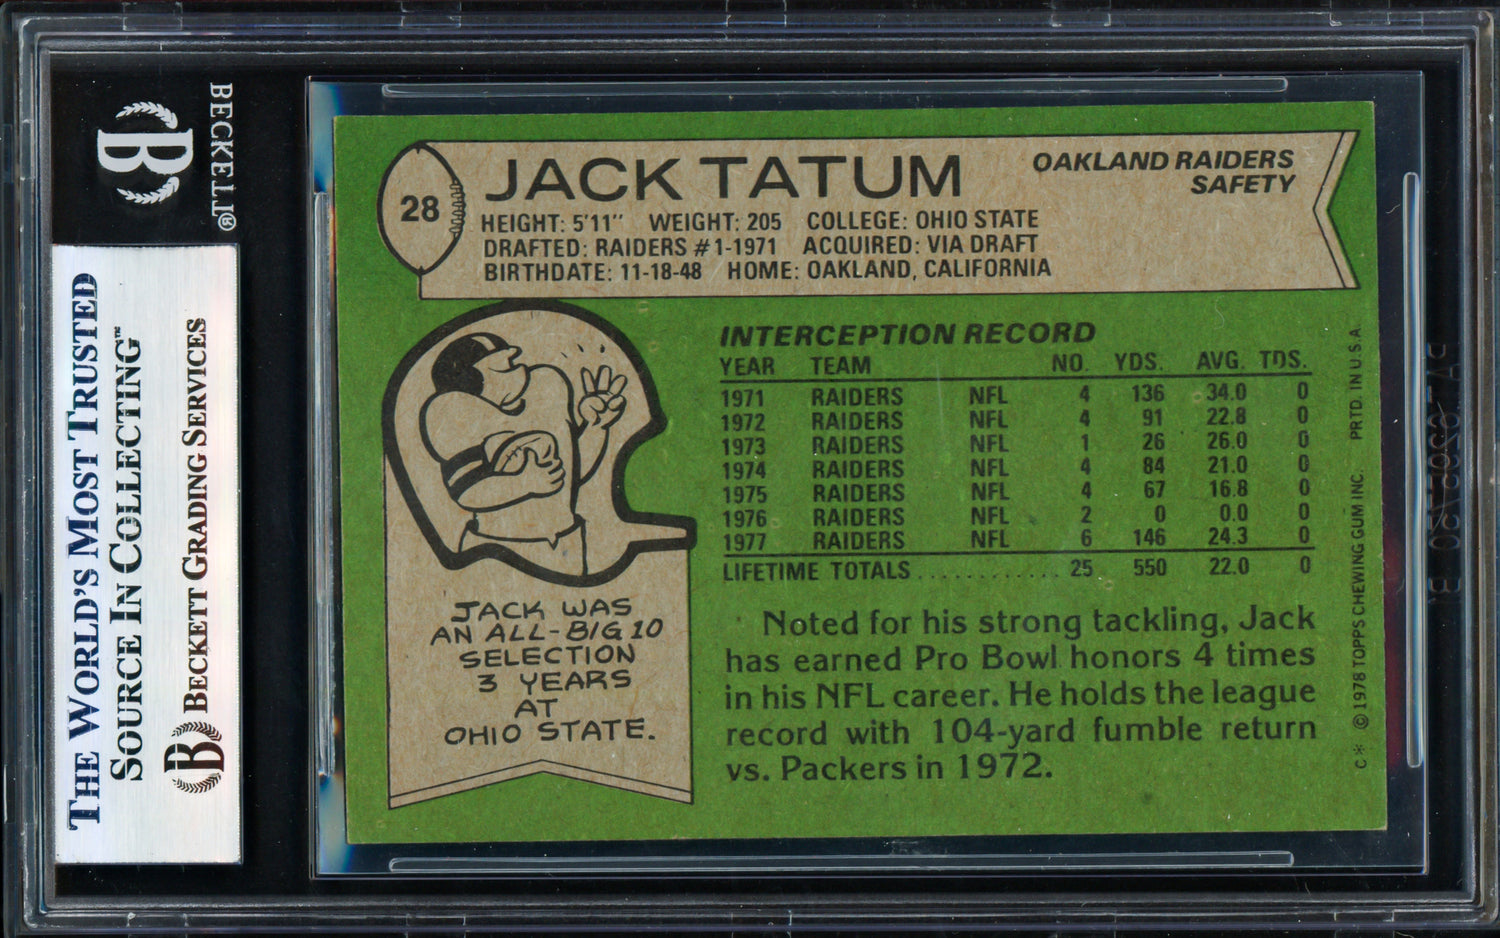 BECKETT®
THE WORLD'S MOST TRUSTED
SOURCE IN COLLECTING™
BECKETT GRADING SERVICES
B
B
28
JACK TATUM
OAKLAND RAIDERS
SAFETY
HEIGHT: 5'11" WEIGHT: 205 COLLEGE: OHIO STATE
DRAFTED: RAIDERS #1-1971 ACQUIRED: VIA DRAFT
BIRTHDATE: 11-18-48 HOME: OAKLAND, CALIFORNIA
JACK WAS
AN ALL-BIG 10
SELECTION
3 YEARS
AT
OHIO STATE.
INTERCEPTION RECORD
YEAR TEAM NO. YDS. AVG. TDS.
1971 RAIDERS NFL 4 136 34.0 0
1972 RAIDERS NFL 4 91 22.8 0
1973 RAIDERS NFL 1 26 26.0 0
1974 RAIDERS NFL 4 84 21.0 0
1975 RAIDERS NFL 4 67 16.8 0
1976 RAIDERS NFL 2 0 0.0 0
1977 RAIDERS NFL 6 146 24.3 0
LIFETIME TOTALS ............ 25 550 22.0 0
Noted for his strong tackling, Jack
has earned Pro Bowl honors 4 times
in his NFL career. He holds the league
record with 104-yard fumble return
vs. Packers in 1972.
C* © 1978 TOPPS CHEWING GUM INC. PRTD. IN U.S.A.